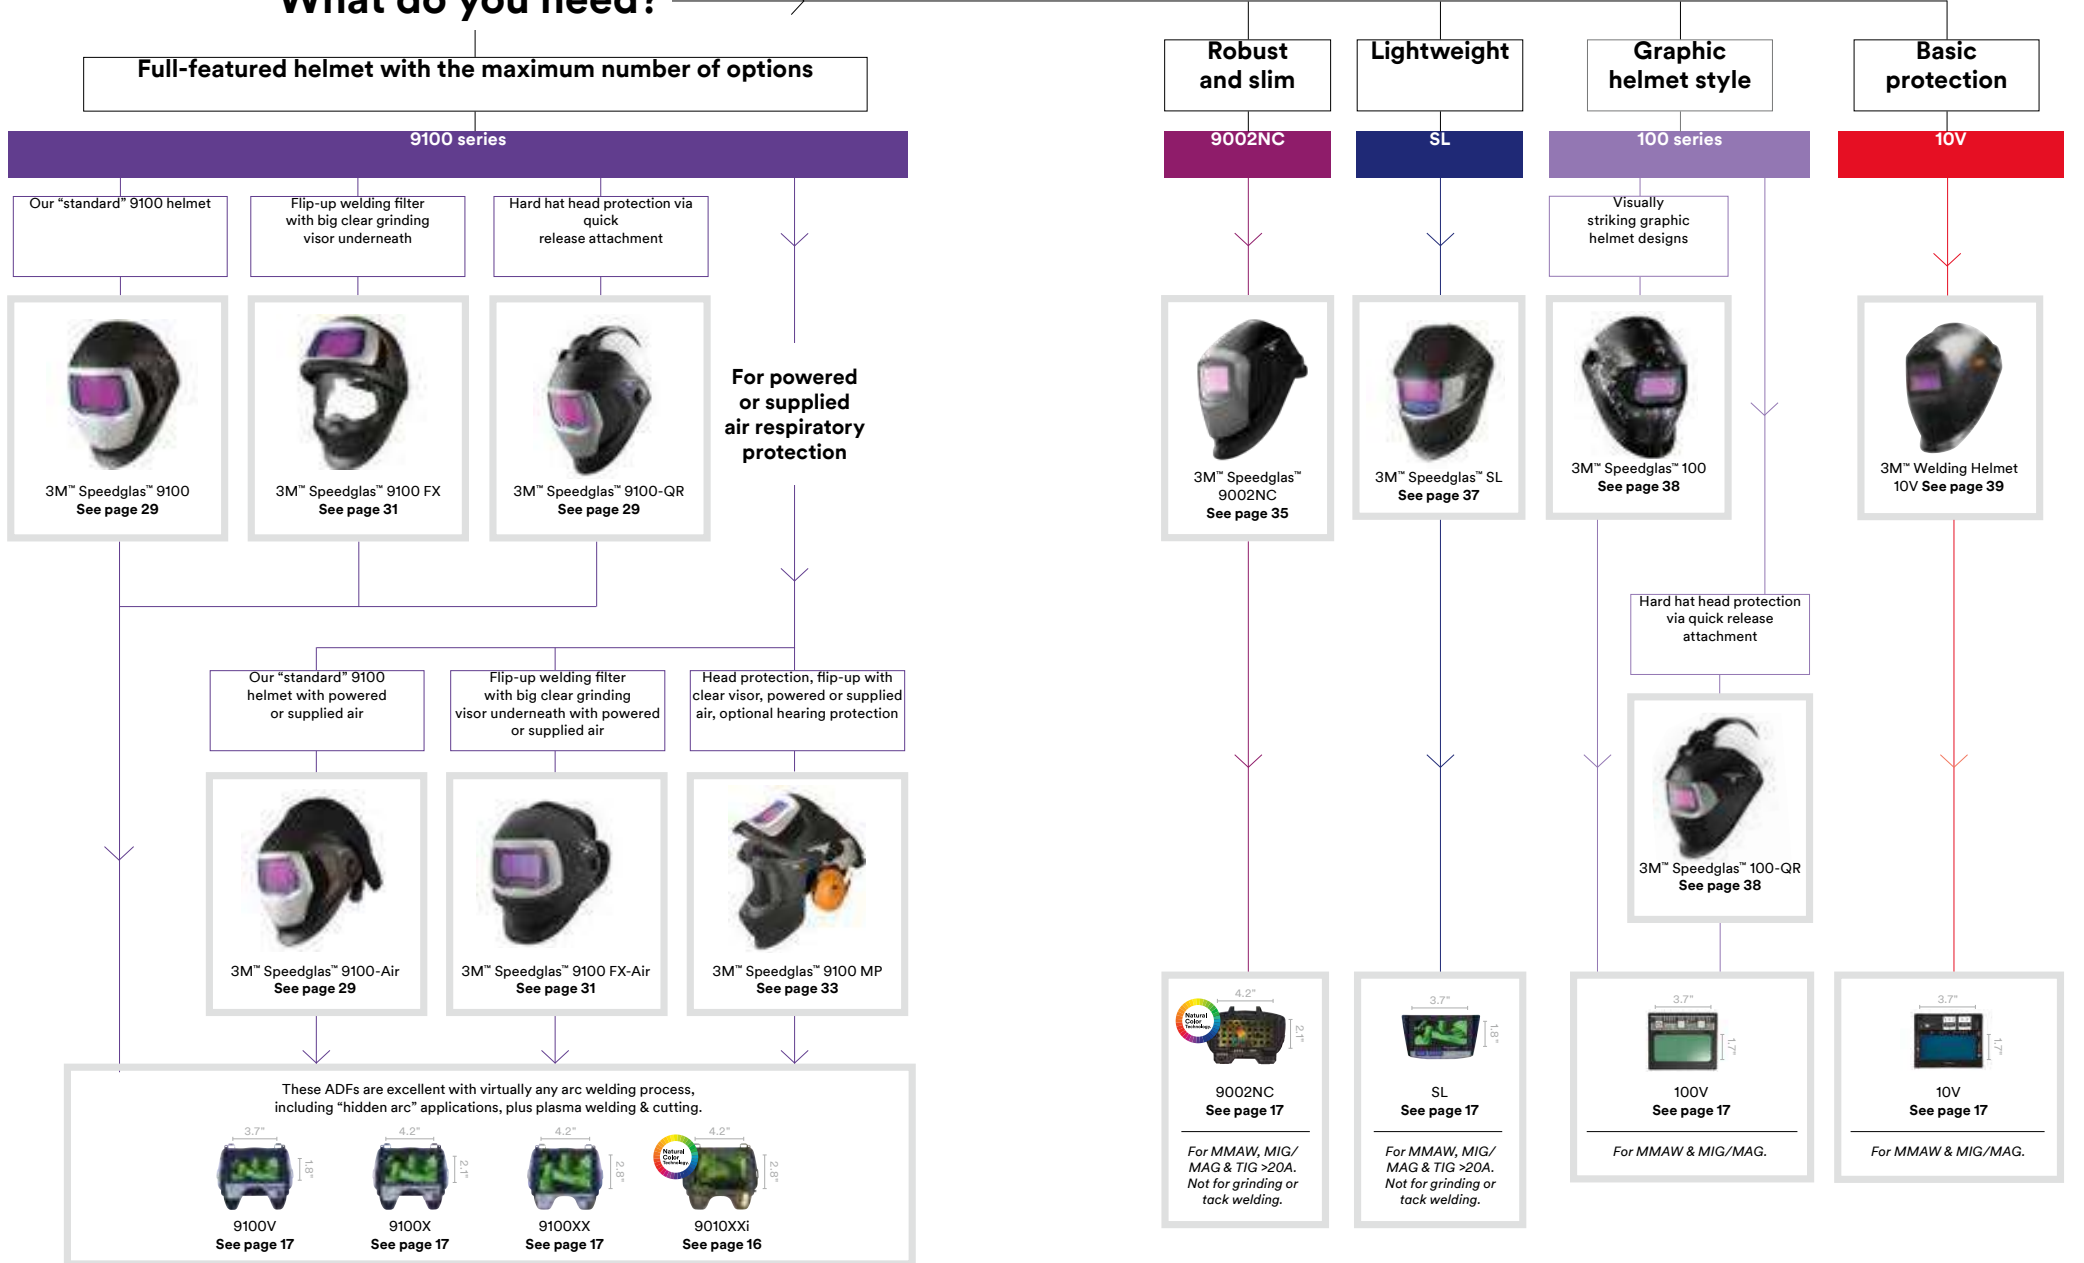 What do you need?
Full-featured helmet with the maximum number of options
9100 series
Our “standard” 9100 helmet
Flip-up welding filter
with big clear grinding
visor underneath
Hard hat head protection via
quick
release attachment
3M™ Speedglas™ 9100
See page 29
3M™ Speedglas™ 9100 FX
See page 31
3M™ Speedglas™ 9100-QR
See page 29
For powered
or supplied
air respiratory
protection
Our “standard” 9100
helmet with powered
or supplied air
Flip-up welding filter
with big clear grinding
visor underneath with powered
or supplied air
Head protection, flip-up with
clear visor, powered or supplied
air, optional hearing protection
3M™ Speedglas™ 9100-Air
See page 29
3M™ Speedglas™ 9100 FX-Air
See page 31
3M™ Speedglas™ 9100 MP
See page 33
These ADFs are excellent with virtually any arc welding process,
including “hidden arc” applications, plus plasma welding & cutting.
3.7"
1.8"
9100V
See page 17
4.2"
2.1"
9100X
See page 17
4.2"
2.8"
9100XX
See page 17
Natural
Color
Technology.
4.2"
2.8"
9010XXi
See page 16
Robust
and slim
9002NC
3M™ Speedglas™
9002NC
See page 35
Natural
Color
Technology.
4.2"
2.1"
9002NC
See page 17
For MMAW, MIG/
MAG & TIG >20A.
Not for grinding or
tack welding.
Lightweight
SL
3M™ Speedglas™ SL
See page 37
3.7"
1.8"
SL
See page 17
For MMAW, MIG/
MAG & TIG >20A.
Not for grinding or
tack welding.
Graphic
helmet style
100 series
Visually
striking graphic
helmet designs
3M™ Speedglas™ 100
See page 38
Hard hat head protection
via quick release
attachment
3M™ Speedglas™ 100-QR
See page 38
3.7"
1.7"
100V
See page 17
For MMAW & MIG/MAG.
Basic
protection
10V
3M™ Welding Helmet
10V See page 39
3.7"
1.7"
10V
See page 17
For MMAW & MIG/MAG.